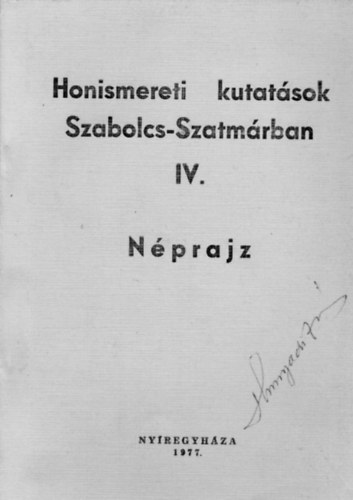 Honismereti kutatások
Szabolcs-Szatmárban
IV.
Néprajz
NYÍREGYHÁZA
1977.